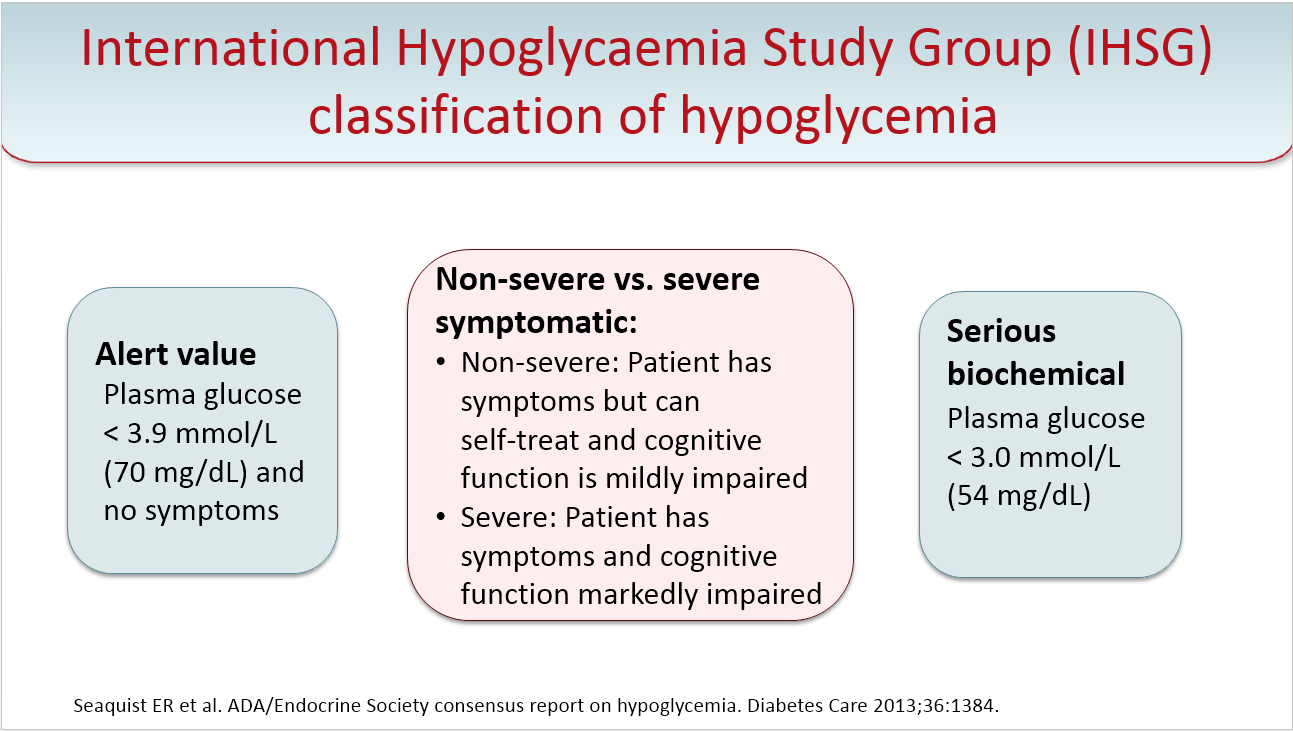 International Hypoglycaemia Study Group (IHSG)
classification of hypoglycemia
Alert value
Plasma glucose
< 3.9 mmol/L
(70 mg/dL) and
no symptoms
Non-severe vs. severe
symptomatic:
• Non-severe: Patient has
symptoms but can
self-treat and cognitive
function is mildly impaired
• Severe: Patient has
symptoms and cognitive
function markedly impaired
Serious
biochemical
Plasma glucose
< 3.0 mmol/L
(54 mg/dL)
Seaquist ER et al. ADA/Endocrine Society consensus report on hypoglycemia. Diabetes Care 2013;36:1384.